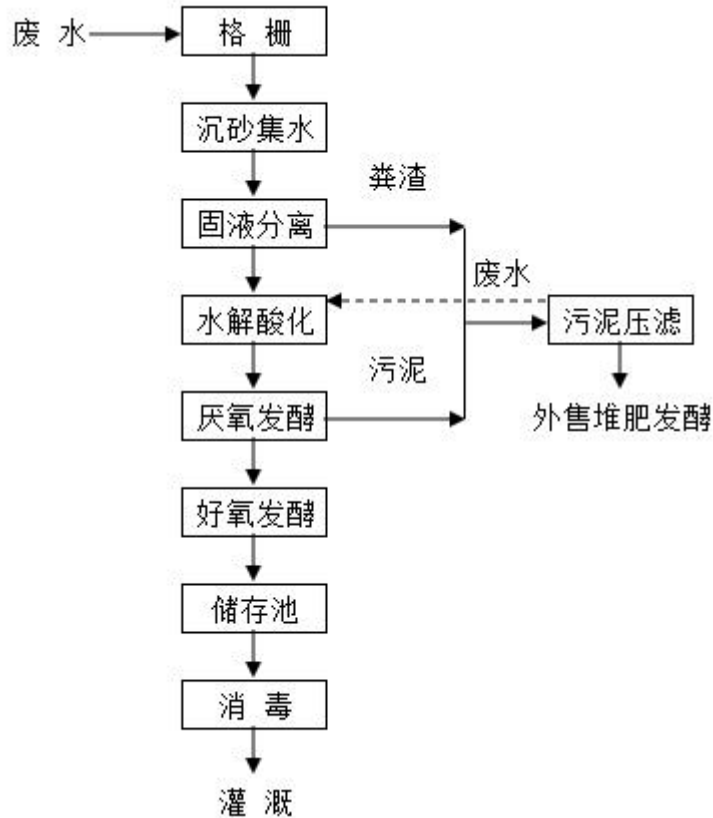 废 水
格 栅
沉砂集水
粪渣
固液分离
废水
水解酸化
污泥压滤
污泥
厌氧发酵
外售堆肥发酵
好氧发酵
储存池
消 毒
灌 溉